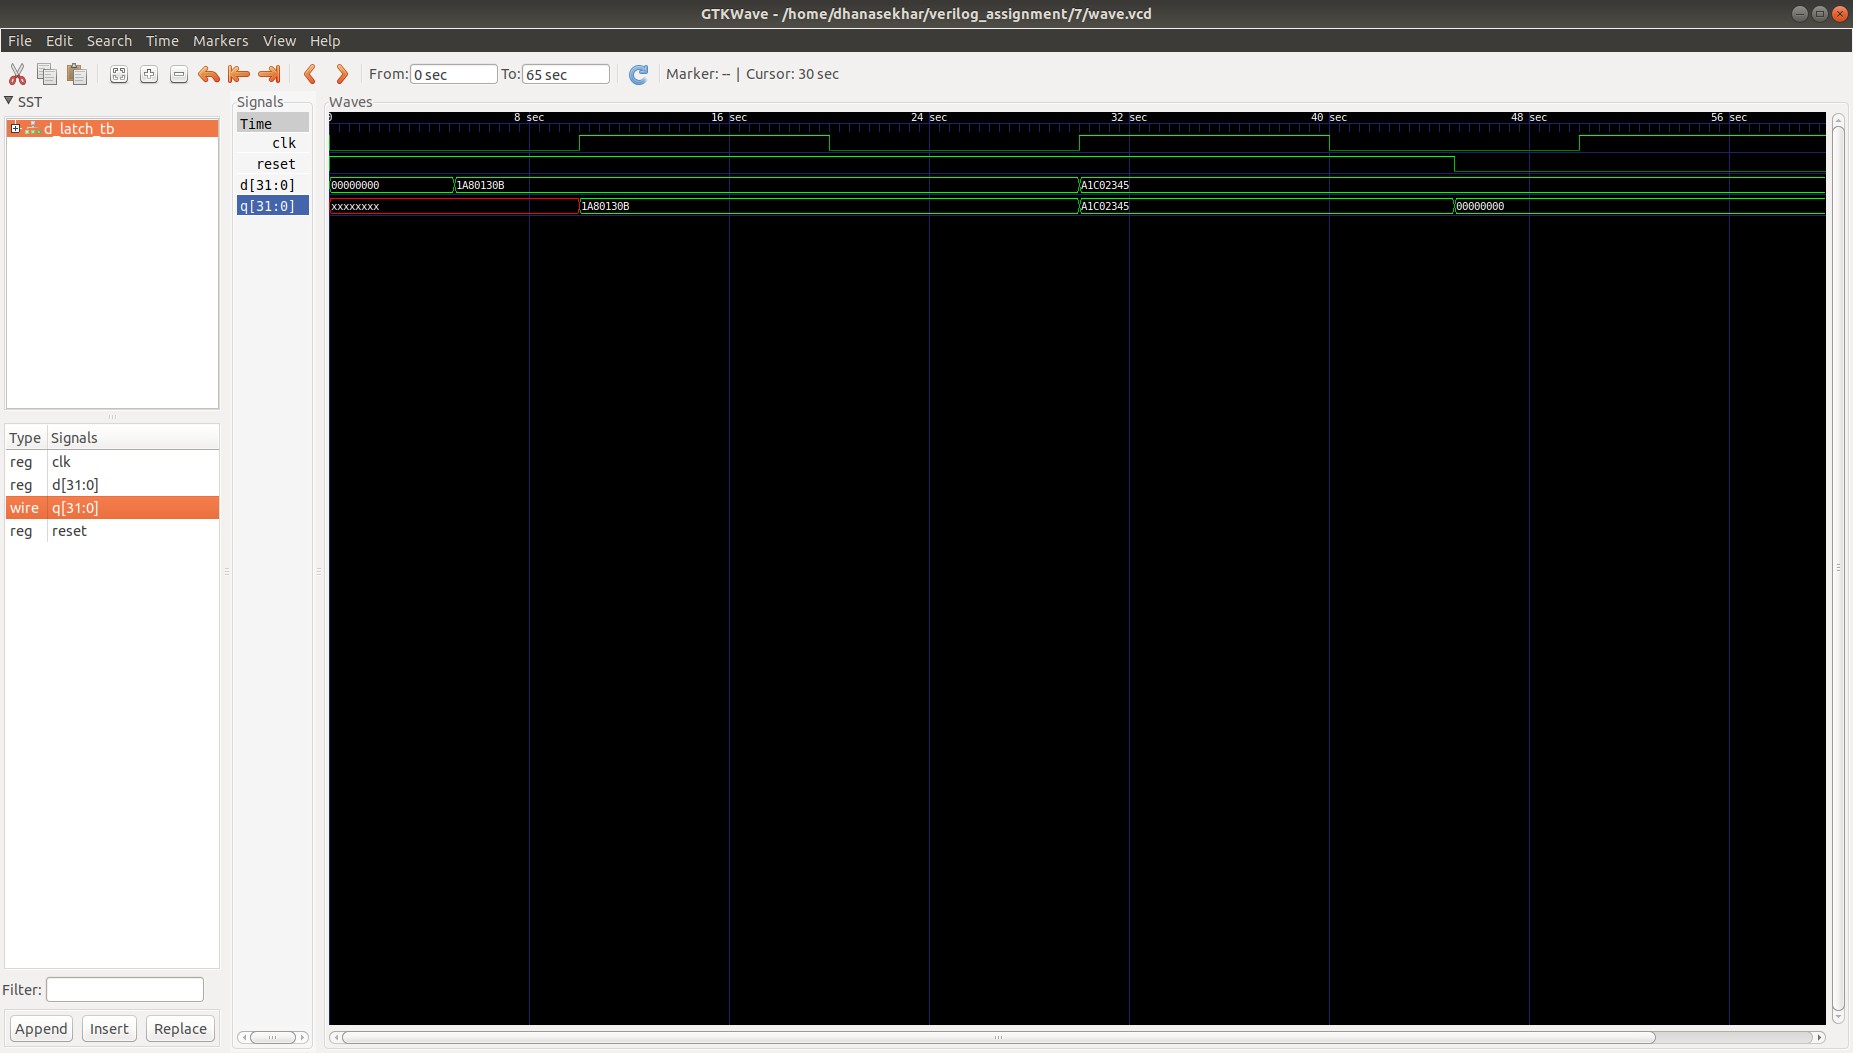 GTKWave - /home/dhanasekhar/verilog_assignment/7/wave.vcd
File Edit Search Time Markers View Help
From: 0 sec To: 65 sec Marker: -- | Cursor: 30 sec
SST
d_latch_tb
Type Signals
reg clk
reg d[31:0]
wire q[31:0]
reg reset
Filter:
Append Insert Replace
Signals
Time
clk
reset
d[31:0]
q[31:0]
Waves
0 8 sec 16 sec 24 sec 32 sec 40 sec 48 sec 56 sec
00000000 1A80130B A1C02345
xxxxxxxx 1A80130B A1C02345 00000000